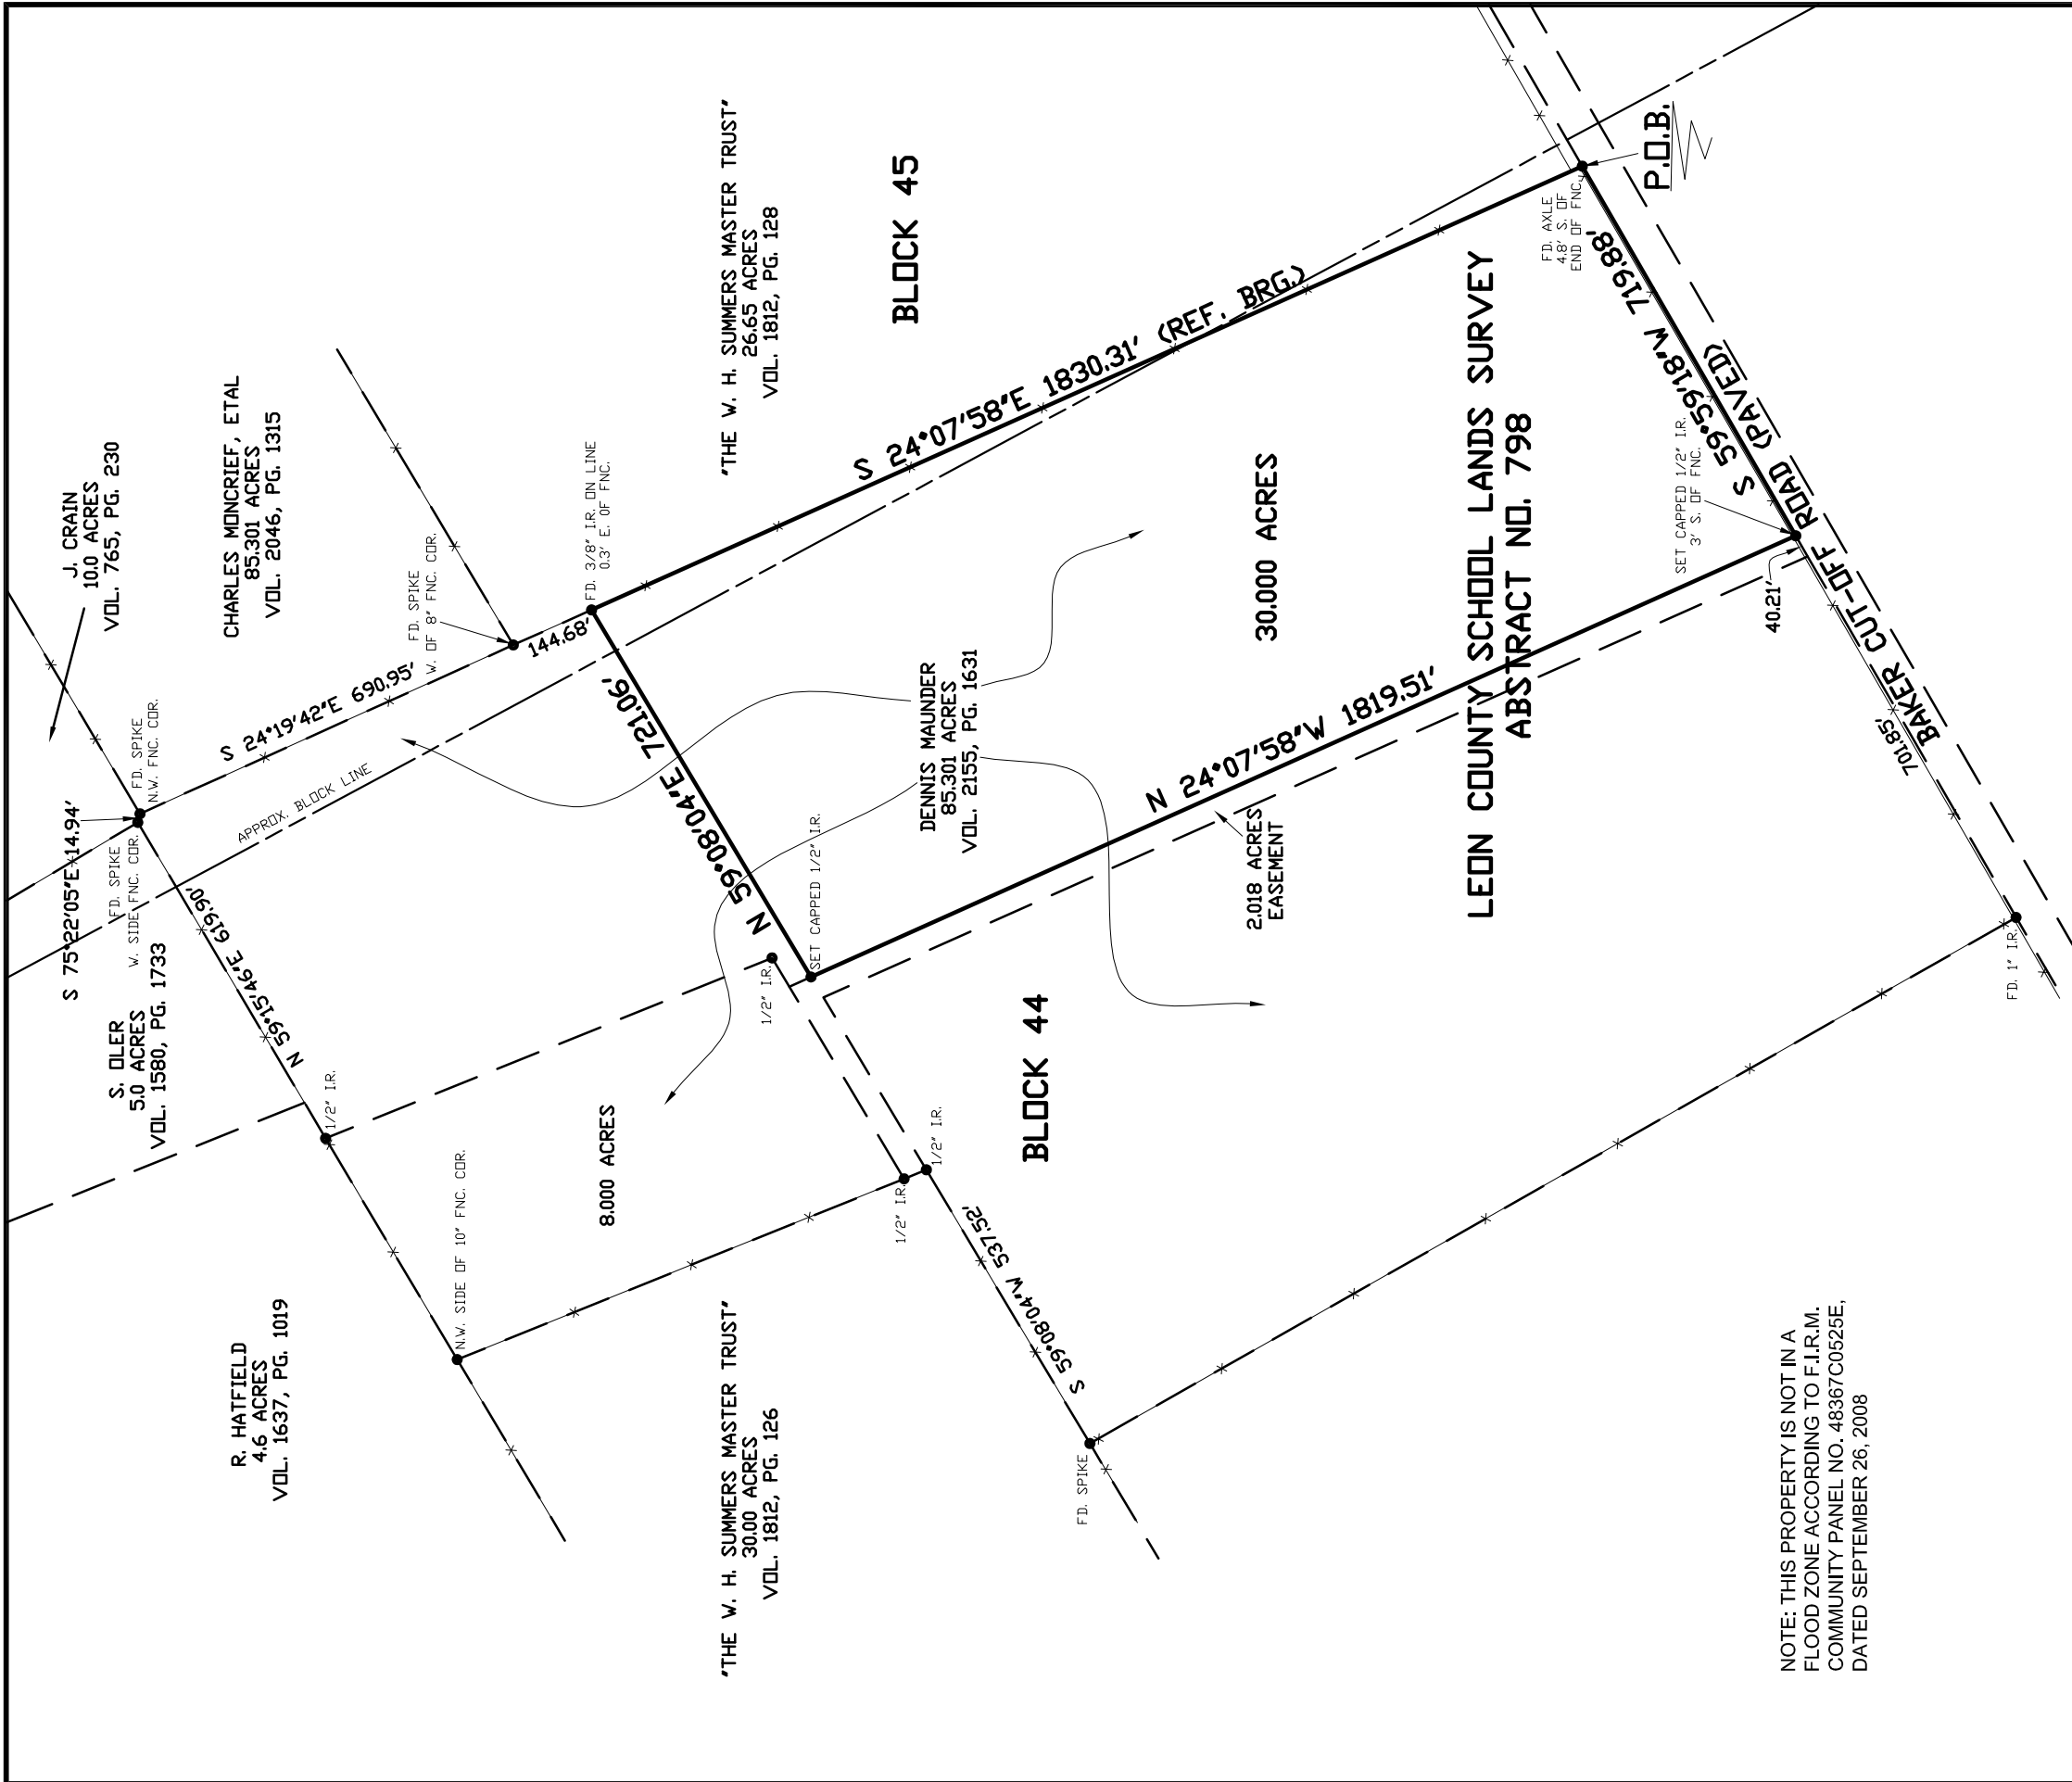 J. CRAIN
10.0 ACRES
VOL. 765, PG. 230
CHARLES MONCRIEF, ETAL
85.301 ACRES
VOL. 2046, PG. 1315
"THE W. H. SUMMERS MASTER TRUST"
26.65 ACRES
VOL. 1812, PG. 128
BLOCK 45
S 75°22'05"E 14.94'
FD. SPIKE
N.W. FNC. COR.
FD. SPIKE
W. SIDE FNC. COR.
S. OLER
5.0 ACRES
VOL. 1580, PG. 1733
S 24°19'42"E 690.95'
FD. SPIKE
W. OF 8" FNC. COR.
144.68'
FD. 3/8" I.R. ON LINE
0.3' E. OF FNC.
APPROX. BLOCK LINE
N 59°15'46"E 619.90'
1/2" I.R.
N 59°08'04"E 721.06'
S 24°07'58"E 1830.31' (REF. BRG.)
FD. AXLE
4.8' S. OF
END OF FNC.
P.O.B.
S 59°59'18"W 719.88'
DENNIS MAUNDER
85.301 ACRES
VOL. 2155, PG. 1631
30.000 ACRES
LEON COUNTY SCHOOL LANDS SURVEY
ABSTRACT NO. 798
SET CAPPED 1/2" I.R.
3' S. OF FNC.
40.21'
BAKER CUT-OFF ROAD (PAVED)
701.85'
N 24°07'58"W 1819.51'
2.018 ACRES
EASEMENT
SET CAPPED 1/2" I.R.
1/2" I.R.
R. HATFIELD
4.6 ACRES
VOL. 1637, PG. 1019
N.W. SIDE OF 10" FNC. COR.
8.000 ACRES
1/2" I.R.
1/2" I.R.
BLOCK 44
S 59°08'04"W 537.52'
FD. 1" I.R.
FD. SPIKE
"THE W. H. SUMMERS MASTER TRUST"
30.00 ACRES
VOL. 1812, PG. 126
NOTE: THIS PROPERTY IS NOT IN A
FLOOD ZONE ACCORDING TO F.I.R.M.
COMMUNITY PANEL NO. 48367C0525E,
DATED SEPTEMBER 26, 2008